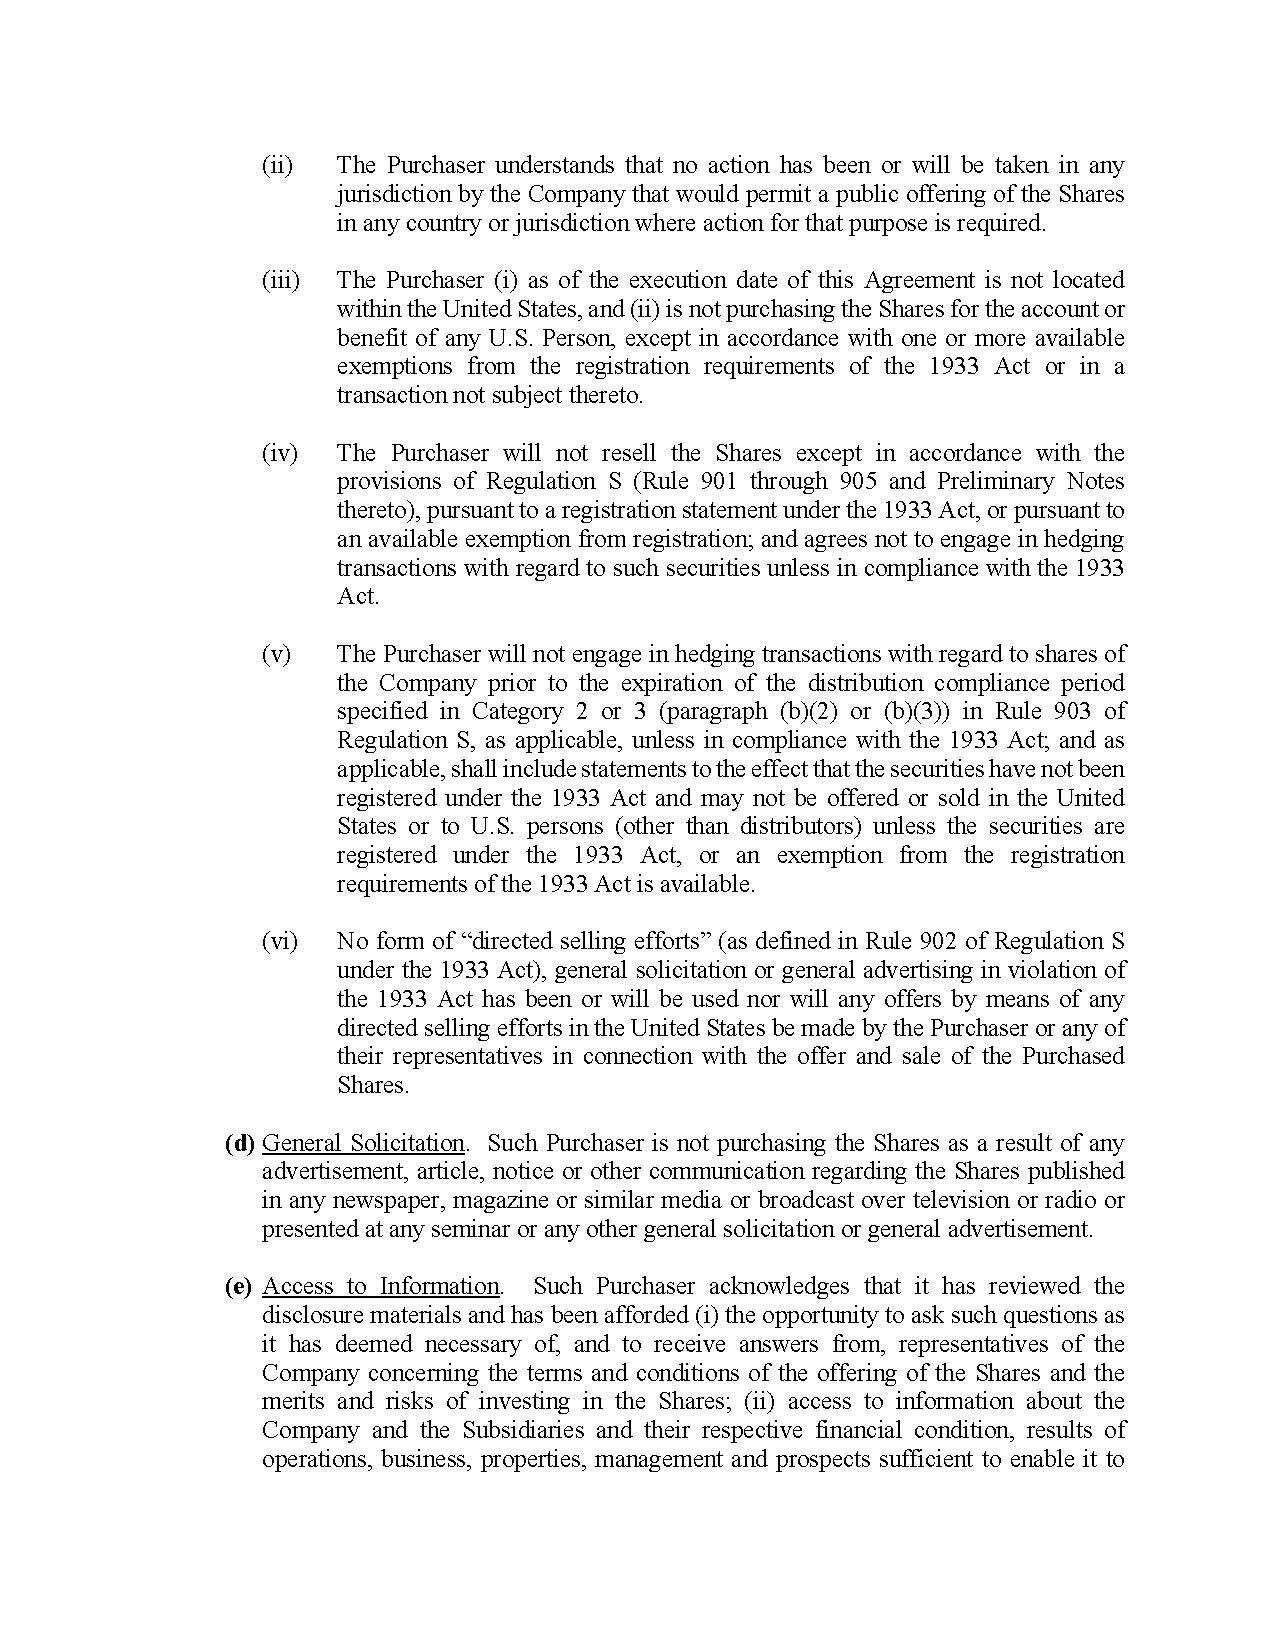 (ii) The Purchaser understands that no action has been or will be taken in any
jurisdiction by the Company that would permit a public offering of the Shares
in any country or jurisdiction where action for that purpose is required.
(iii) The Purchaser (i) as of the execution date of this Agreement is not located
within the United States, and (ii) is not purchasing the Shares for the account or
benefit of any U.S. Person, except in accordance with one or more available
exemptions from the registration requirements of the 1933 Act or in a
transaction not subject thereto.
(iv) The Purchaser will not resell the Shares except in accordance with the
provisions of Regulation S (Rule 901 through 905 and Preliminary Notes
thereto), pursuant to a registration statement under the 1933 Act, or pursuant to
an available exemption from registration; and agrees not to engage in hedging
transactions with regard to such securities unless in compliance with the 1933
Act.
(v) The Purchaser will not engage in hedging transactions with regard to shares of
the Company prior to the expiration of the distribution compliance period
specified in Category 2 or 3 (paragraph (b)(2) or (b)(3)) in Rule 903 of
Regulation S, as applicable, unless in compliance with the 1933 Act; and as
applicable, shall include statements to the effect that the securities have not been
registered under the 1933 Act and may not be offered or sold in the United
States or to U.S. persons (other than distributors) unless the securities are
registered under the 1933 Act, or an exemption from the registration
requirements of the 1933 Act is available.
(vi) No form of “directed selling efforts” (as defined in Rule 902 of Regulation S
under the 1933 Act), general solicitation or general advertising in violation of
the 1933 Act has been or will be used nor will any offers by means of any
directed selling efforts in the United States be made by the Purchaser or any of
their representatives in connection with the offer and sale of the Purchased
Shares.
(d) General Solicitation. Such Purchaser is not purchasing the Shares as a result of any
advertisement, article, notice or other communication regarding the Shares published
in any newspaper, magazine or similar media or broadcast over television or radio or
presented at any seminar or any other general solicitation or general advertisement.
(e) Access to Information. Such Purchaser acknowledges that it has reviewed the
disclosure materials and has been afforded (i) the opportunity to ask such questions as
it has deemed necessary of, and to receive answers from, representatives of the
Company concerning the terms and conditions of the offering of the Shares and the
merits and risks of investing in the Shares; (ii) access to information about the
Company and the Subsidiaries and their respective financial condition, results of
operations, business, properties, management and prospects sufficient to enable it to